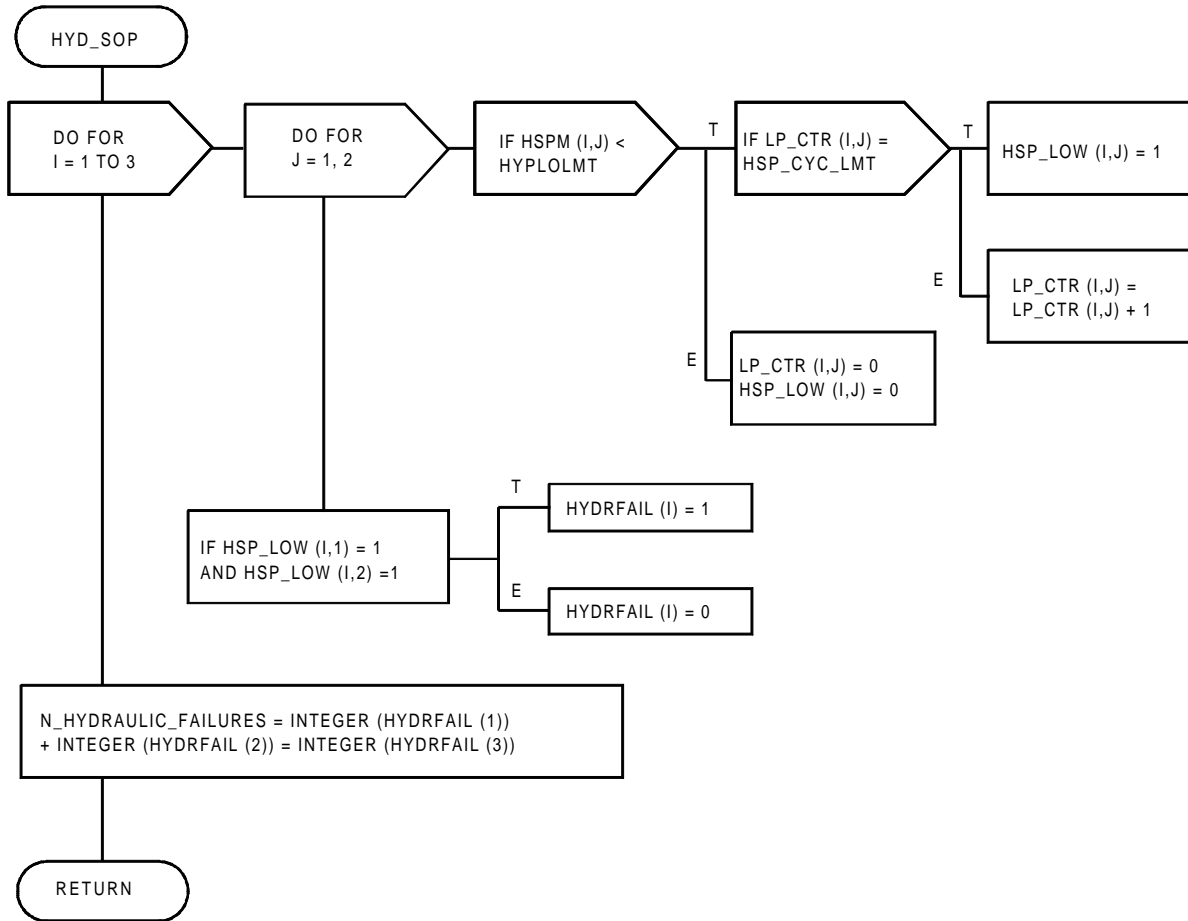 HYD_SOP
DO FOR
I = 1 TO 3
DO FOR
J = 1, 2
IF HSPM (I,J) <
HYPLOLMT
T
IF LP_CTR (I,J) =
HSP_CYC_LMT
T
HSP_LOW (I,J) = 1
E
LP_CTR (I,J) =
LP_CTR (I,J) + 1
E
LP_CTR (I,J) = 0
HSP_LOW (I,J) = 0
IF HSP_LOW (I,1) = 1
AND HSP_LOW (I,2) =1
T
HYDRFAIL (I) = 1
E
HYDRFAIL (I) = 0
N_HYDRAULIC_FAILURES = INTEGER (HYDRFAIL (1))
+ INTEGER (HYDRFAIL (2)) = INTEGER (HYDRFAIL (3))
RETURN